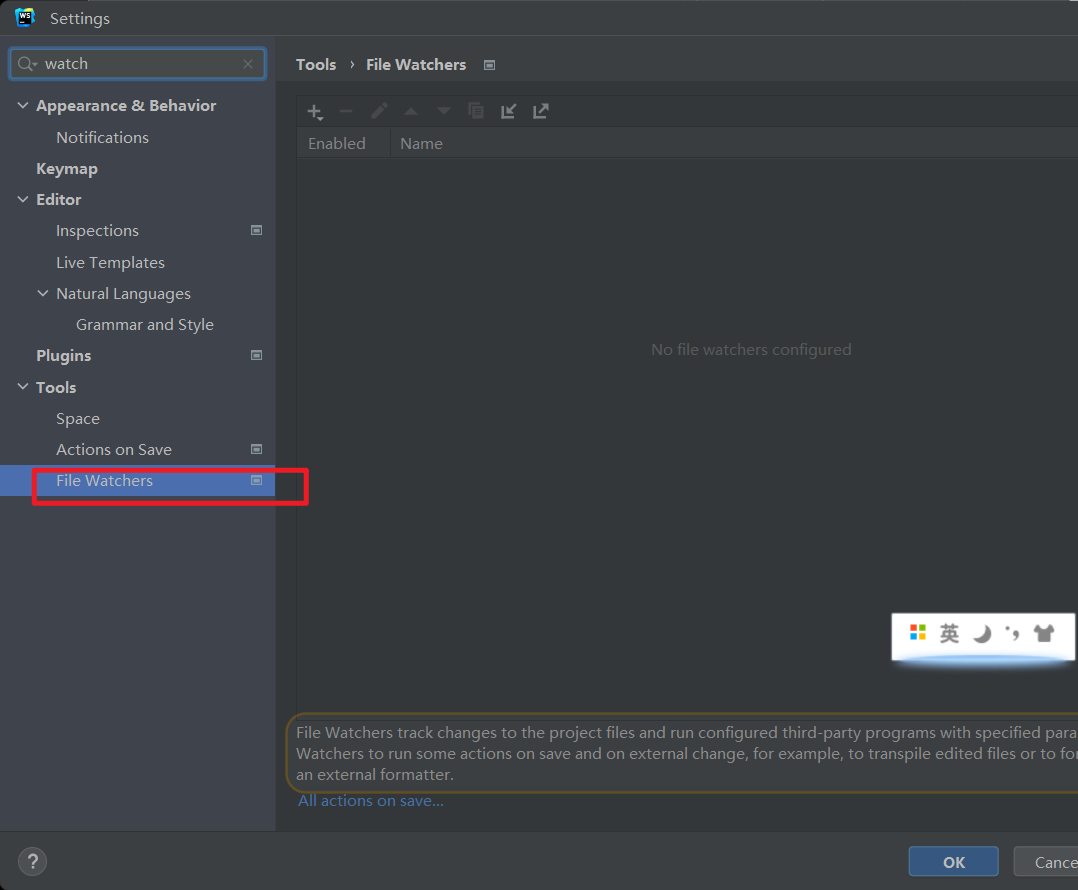 Settings
watch
Tools › File Watchers
Appearance & Behavior
Notifications
Keymap
Editor
Inspections
Live Templates
Natural Languages
Grammar and Style
Plugins
Tools
Space
Actions on Save
File Watchers
Enabled
Name
No file watchers configured
英
File Watchers track changes to the project files and run configured third-party programs with specified para
Watchers to run some actions on save and on external change, for example, to transpile edited files or to for
an external formatter.
All actions on save...
?
OK
Cance